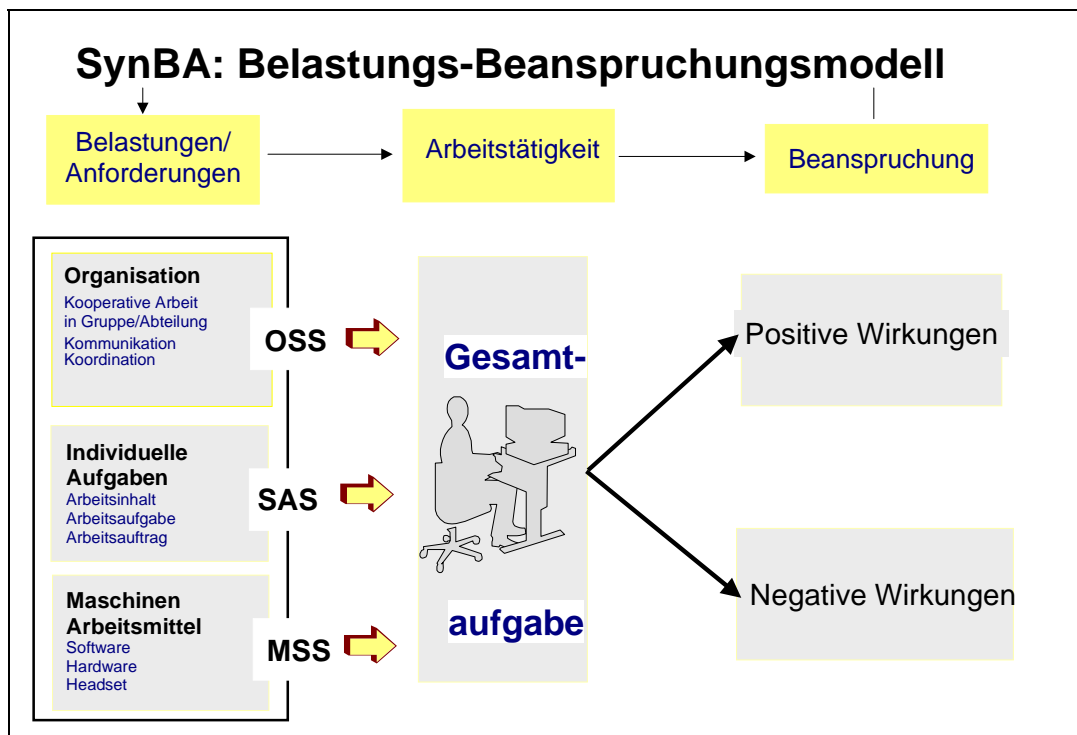 SynBA: Belastungs-Beanspruchungsmodell
Belastungen/
Anforderungen
Arbeitstätigkeit
Beanspruchung
Organisation
Kooperative Arbeit
in Gruppe/Abteilung
Kommunikation
Koordination
OSS
Individuelle
Aufgaben
Arbeitsinhalt
Arbeitsaufgabe
Arbeitsauftrag
SAS
Maschinen
Arbeitsmittel
Software
Hardware
Headset
MSS
Gesamt-
aufgabe
Positive Wirkungen
Negative Wirkungen